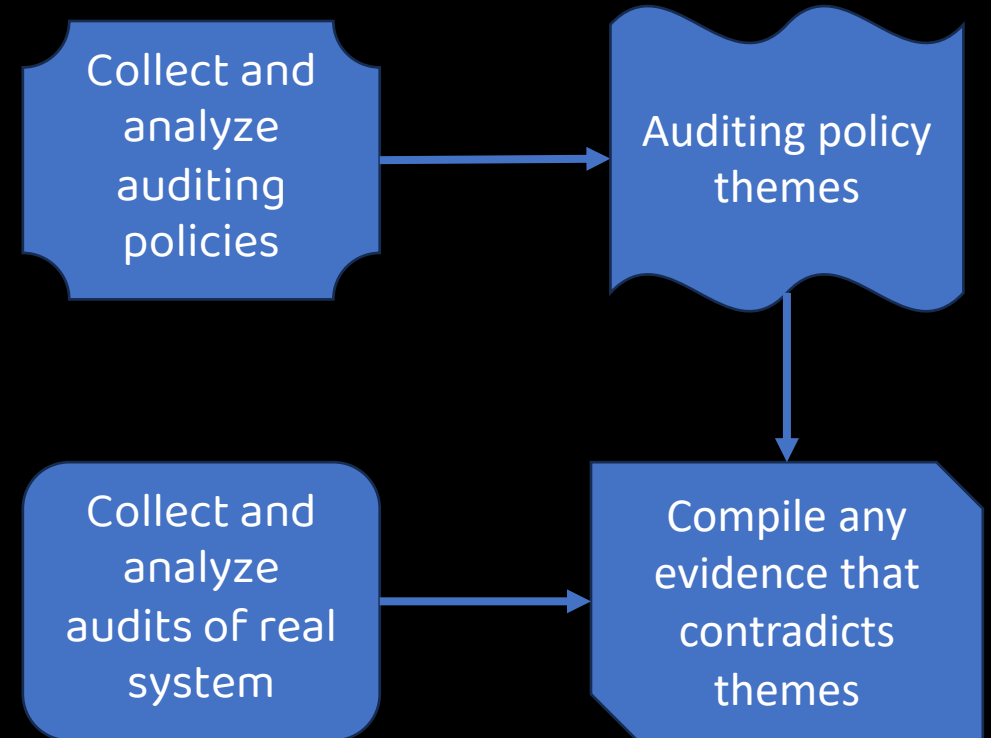 Collect and
analyze
auditing
policies
Auditing policy
themes
Collect and
analyze
audits of real
system
Compile any
evidence that
contradicts
themes